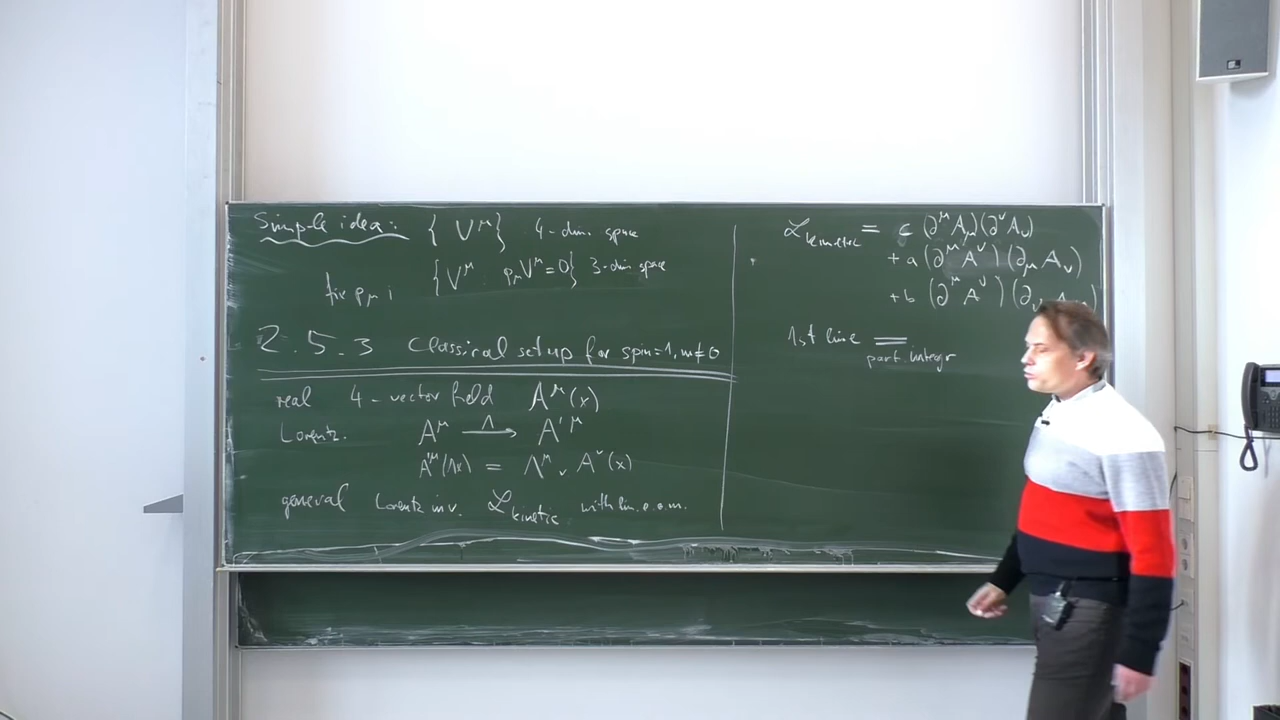 Simple idea: { V^μ } 4-dim space
fix p_μ : { V^μ : p_μ V^μ = 0 } 3-dim space
2.5.3 Classical setup for spin=1, m≠0
real 4-vector field A^μ(x)
Lorentz. A^μ →^Λ A'^μ
A'^μ(Λx) = Λ^μ_ν A^ν(x)
general Lorentz inv. ℒ_kinetic with lin. e.o.m.
ℒ_kinetic = c (∂^μ A_μ)(∂^ν A_ν)
+ a (∂^μ A^ν)(∂_μ A_ν)
+ b (∂^μ A^ν)(∂_ν
1st line =
part. integr